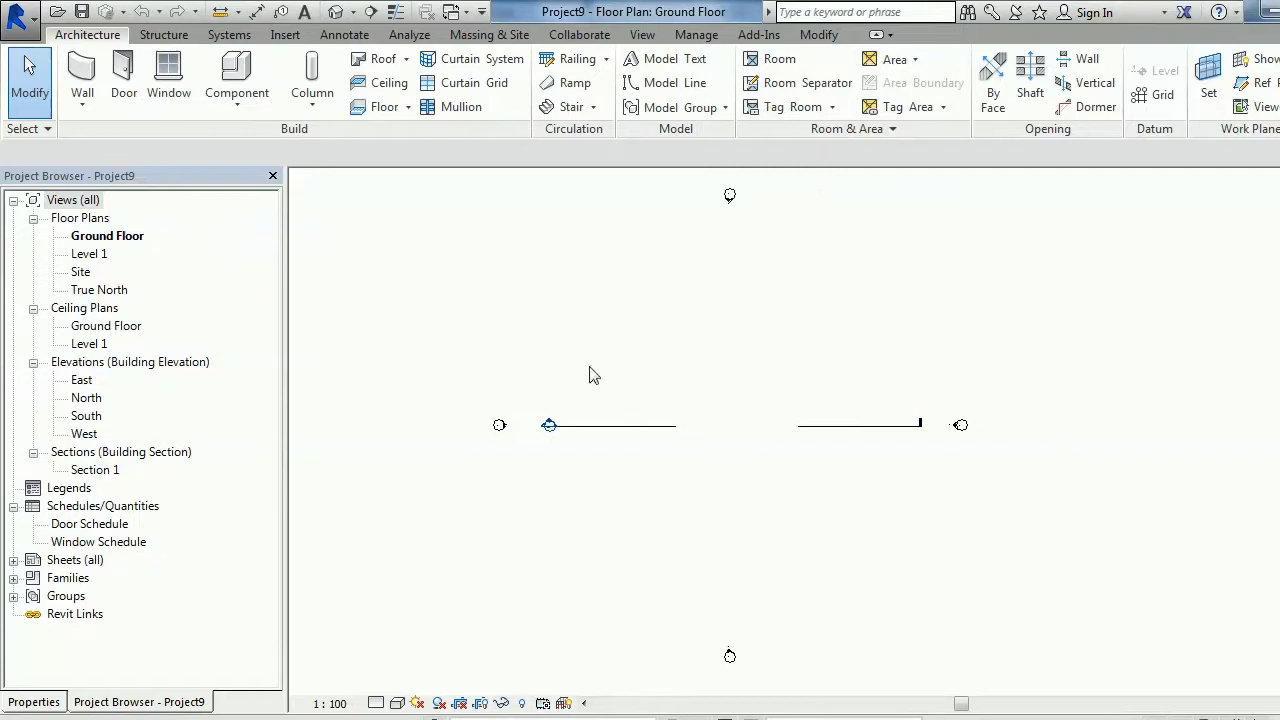 Project9 - Floor Plan: Ground Floor
Type a keyword or phrase
Sign In
Architecture Structure Systems Insert Annotate Analyze Massing & Site Collaborate View Manage Add-Ins Modify
Modify
Wall
Door
Window
Component
Column
Roof
Ceiling
Floor
Curtain System
Curtain Grid
Mullion
Railing
Ramp
Stair
Model Text
Model Line
Model Group
Room
Room Separator
Tag Room
Area
Area Boundary
Tag Area
By Face
Shaft
Wall
Vertical
Dormer
Level
Grid
Set
Ref
Select Build Circulation Model Room & Area Opening Datum Work Plane
Project Browser - Project9
Views (all)
Floor Plans
Ground Floor
Level 1
Site
True North
Ceiling Plans
Ground Floor
Level 1
Elevations (Building Elevation)
East
North
South
West
Sections (Building Section)
Section 1
Legends
Schedules/Quantities
Door Schedule
Window Schedule
Sheets (all)
Families
Groups
Revit Links
Properties Project Browser - Project9
1 : 100